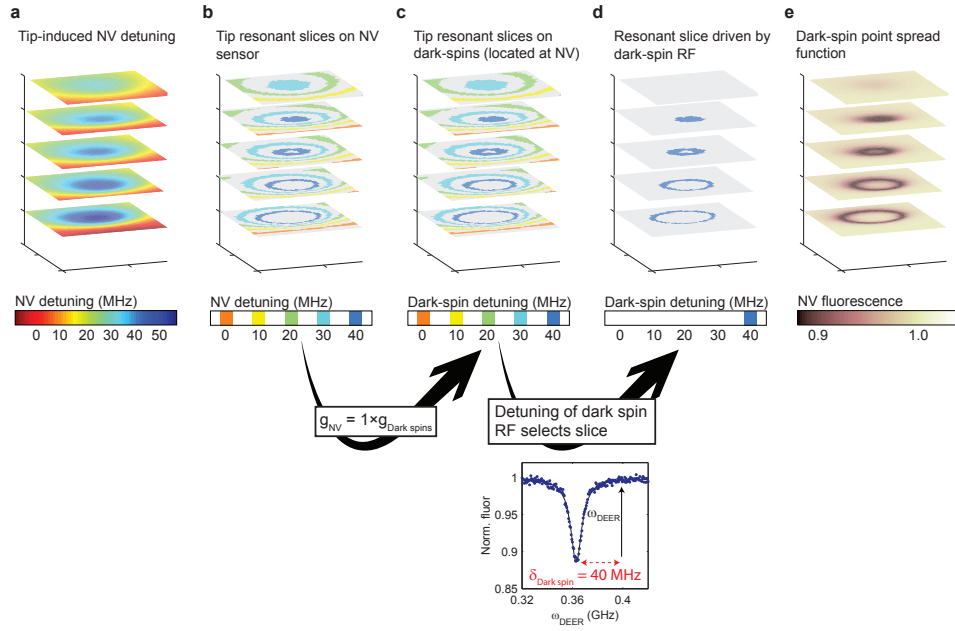 a
Tip-induced NV detuning
b
Tip resonant slices on NV
sensor
c
Tip resonant slices on
dark-spins (located at NV)
d
Resonant slice driven by
dark-spin RF
e
Dark-spin point spread
function
NV detuning (MHz)
0 10 20 30 40 50
NV detuning (MHz)
0 10 20 30 40
Dark-spin detuning (MHz)
0 10 20 30 40
Dark-spin detuning (MHz)
0 10 20 30 40
NV fluorescence
0.9 1.0
gNV = 1×gDark spins
Detuning of dark spin
RF selects slice
Norm. fluor
1
0.95
0.9
0.85
ωDEER
δDark spin = 40 MHz
0.32 0.36 0.4
ωDEER (GHz)